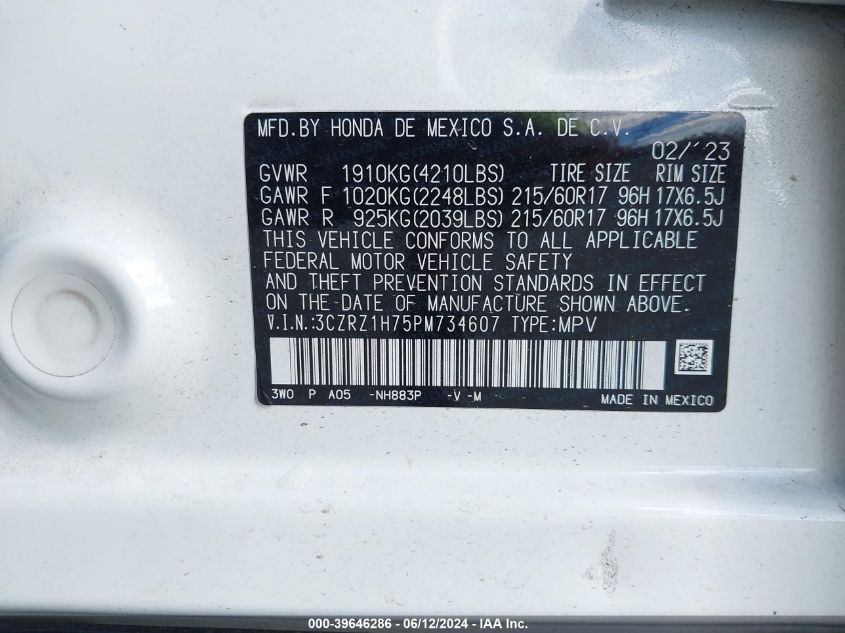 MFD.BY HONDA DE MEXICO S.A. DE C.V.
02/'23
GVWR 1910KG(4210LBS) TIRE SIZE RIM SIZE
GAWR F 1020KG(2248LBS) 215/60R17 96H 17X6.5J
GAWR R 925KG(2039LBS) 215/60R17 96H 17X6.5J
THIS VEHICLE CONFORMS TO ALL APPLICABLE
FEDERAL MOTOR VEHICLE SAFETY
AND THEFT PREVENTION STANDARDS IN EFFECT
ON THE DATE OF MANUFACTURE SHOWN ABOVE.
V.I.N.:3CZRZ1H75PM734607 TYPE:MPV
3W0 P A05 -NH883P -V -M MADE IN MEXICO
000-39646286 - 06/12/2024 - IAA Inc.